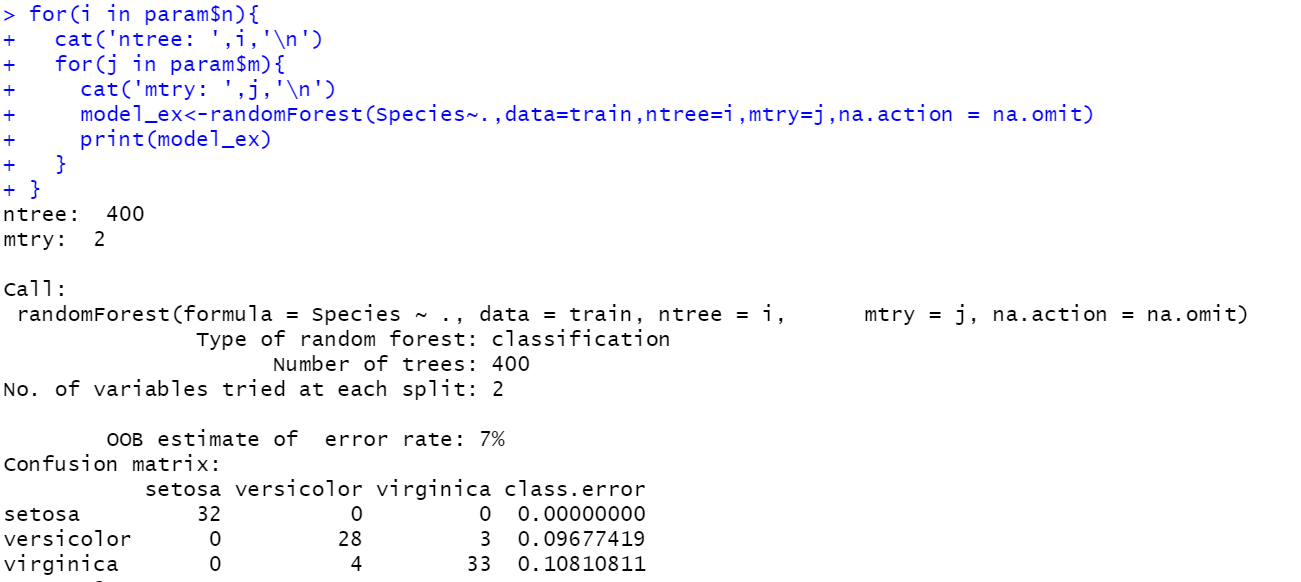 > for(i in param$n){
+   cat('ntree: ',i,'\n')
+   for(j in param$m){
+     cat('mtry: ',j,'\n')
+     model_ex<-randomForest(Species~.,data=train,ntree=i,mtry=j,na.action = na.omit)
+     print(model_ex)
+   }
+ }
ntree:  400
mtry:  2
Call:
 randomForest(formula = Species ~ ., data = train, ntree = i,      mtry = j, na.action = na.omit)
               Type of random forest: classification
                     Number of trees: 400
No. of variables tried at each split: 2
        OOB estimate of  error rate: 7%
Confusion matrix:
           setosa versicolor virginica class.error
setosa         32          0         0  0.00000000
versicolor      0         28         3  0.09677419
virginica       0          4        33  0.10810811